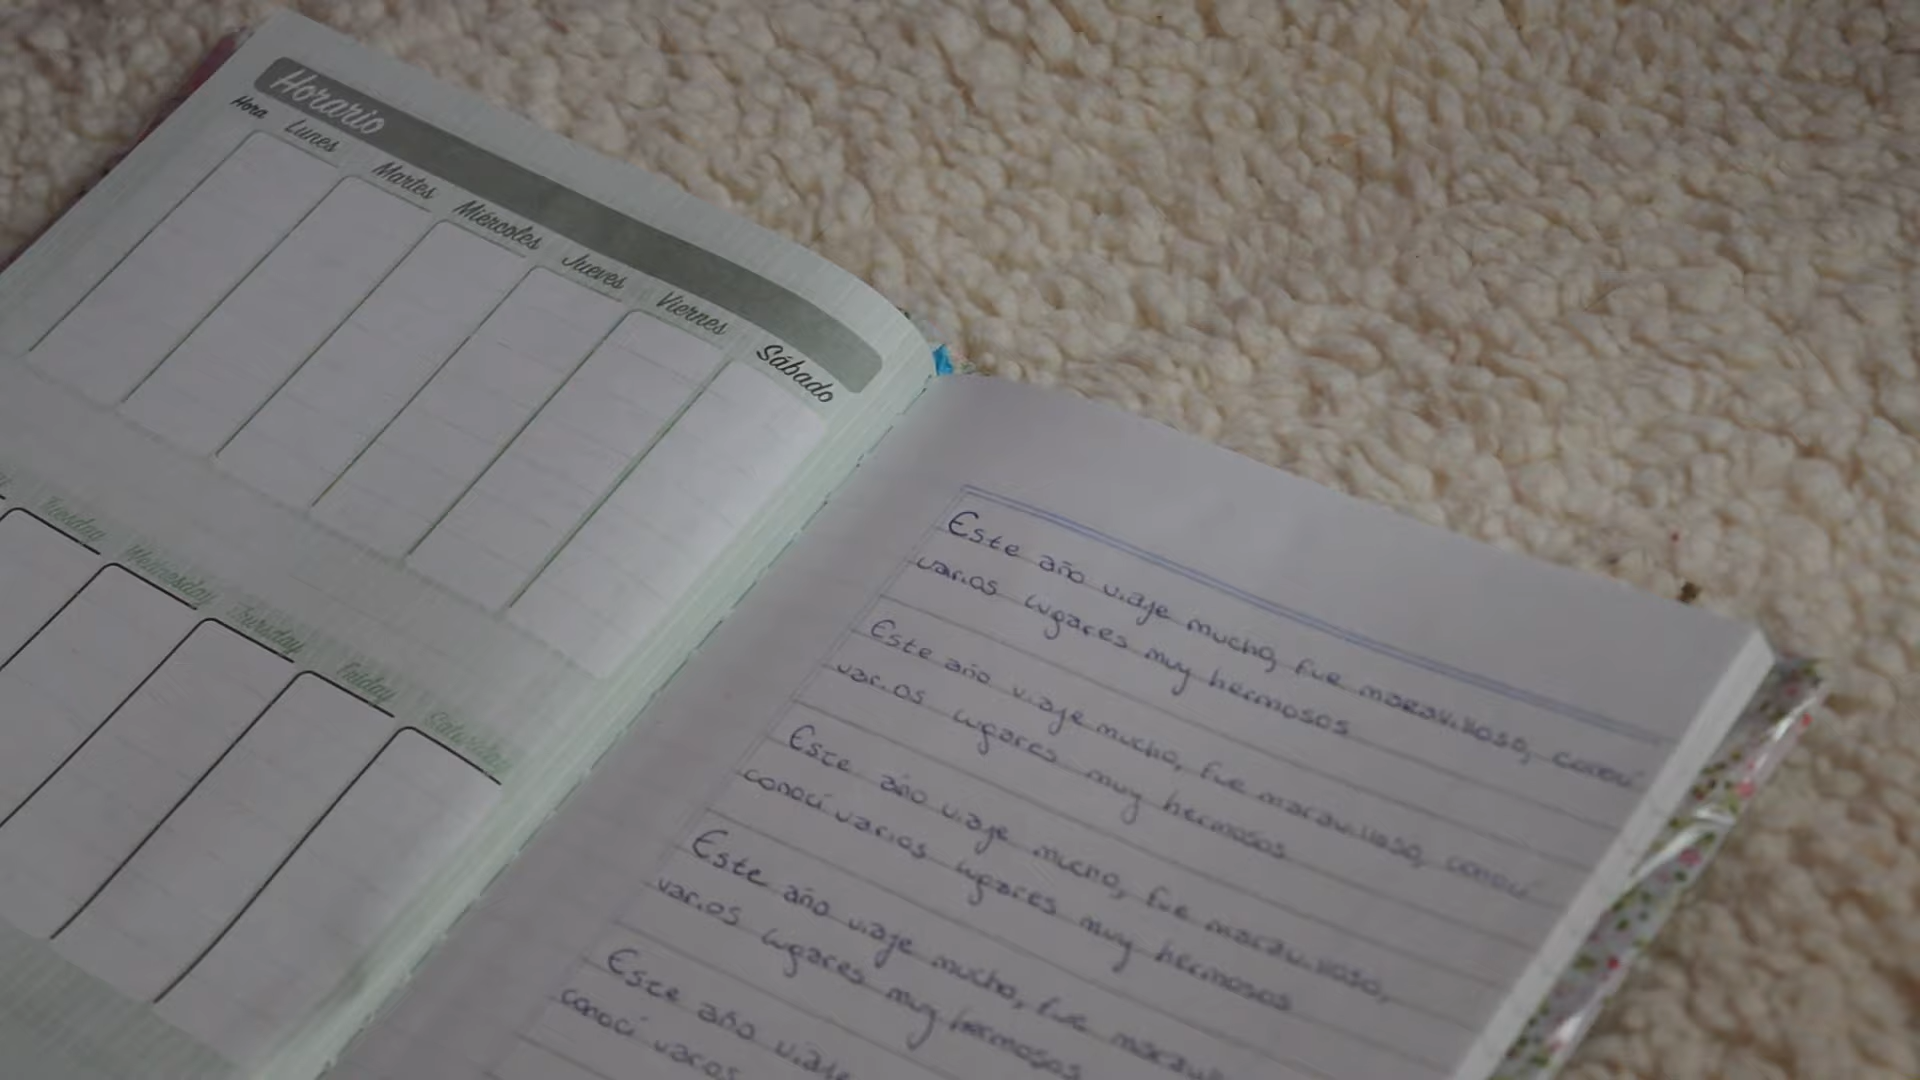 Horario
Hora Lunes Martes Miércoles Jueves Viernes Sábado
Tuesday Wednesday Thursday Friday Saturday
Este año viaje mucho, fue maravilloso, conocí
varios lugares muy hermosos
Este año viaje mucho, fue maravilloso, conocí
varios lugares muy hermosos
Este año viaje mucho, fue maravilloso,
conocí varios lugares muy hermosos
Este año viaje mucho, fue maravil
varios lugares muy hermosos
Este año viaje
conocí varios